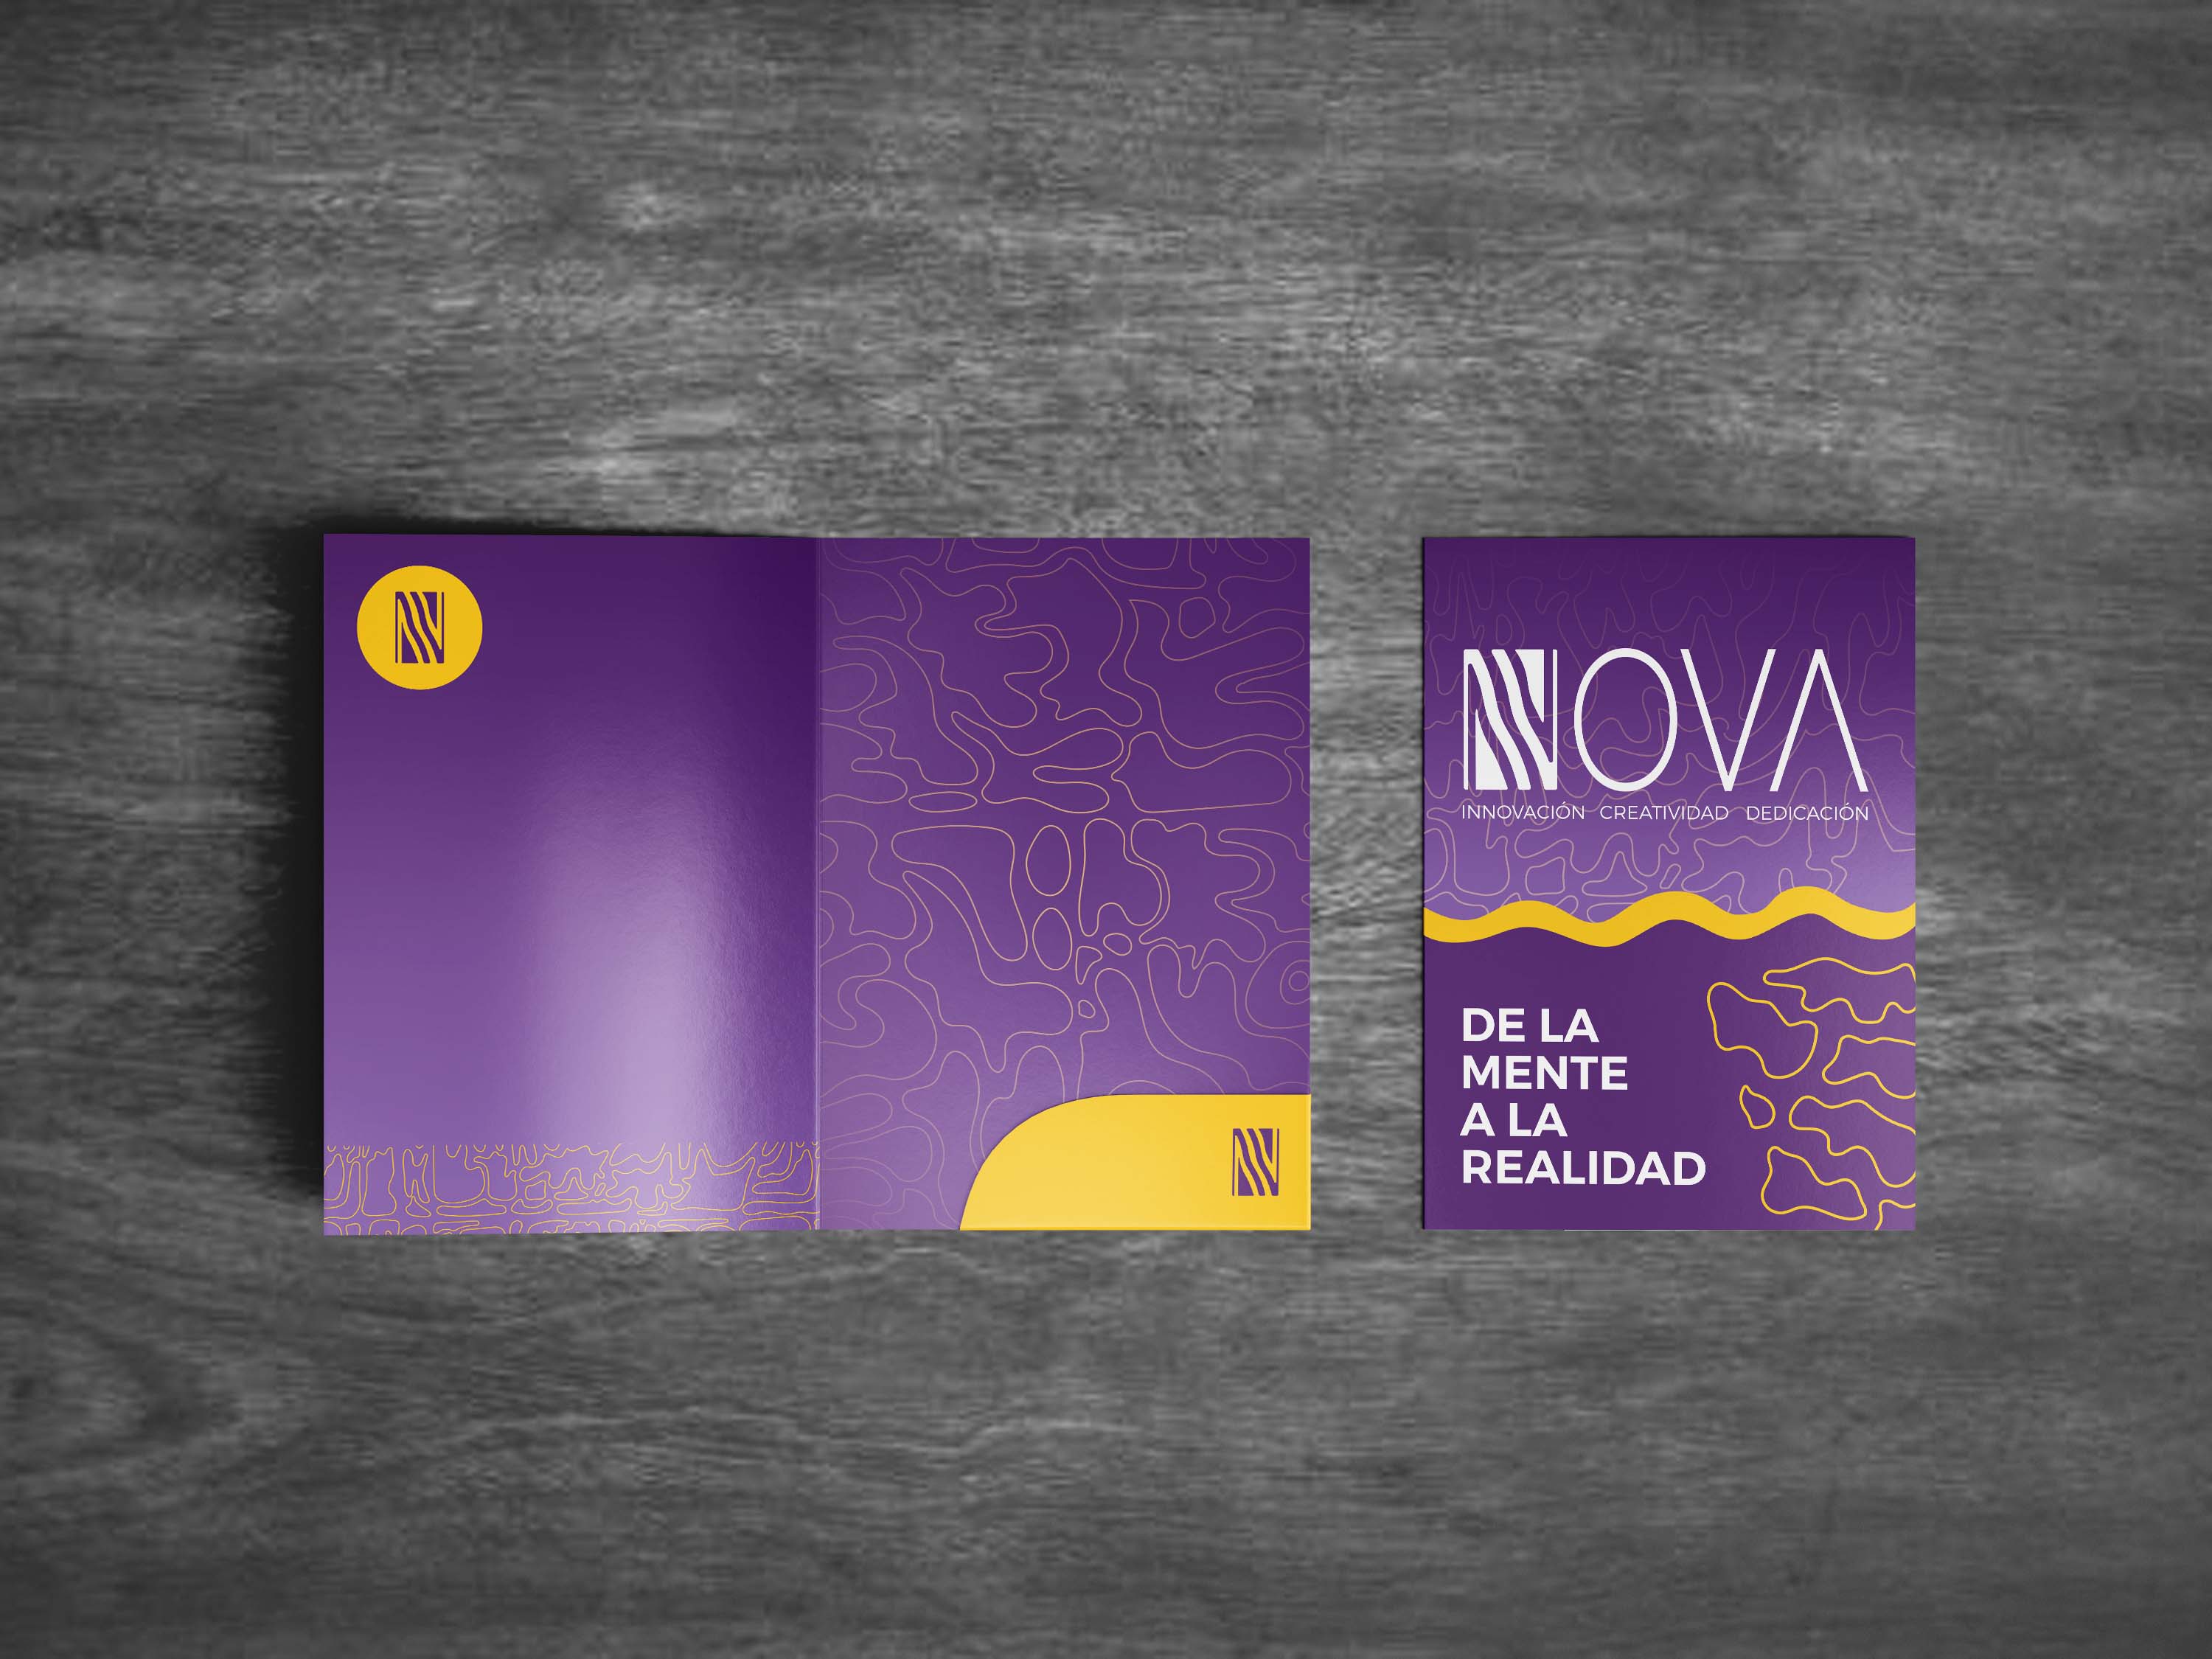 N
N
NOVA
INNOVACIÓN CREATIVIDAD DEDICACIÓN
DE LA
MENTE
A LA
REALIDAD